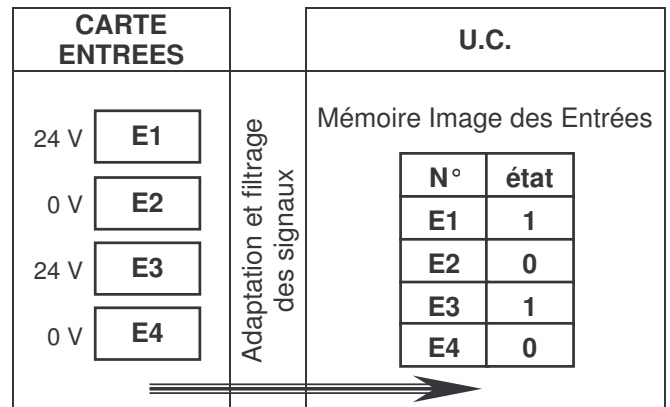 CARTE
ENTREES
U.C.
24 V E1
0 V E2
24 V E3
0 V E4
Adaptation et filtrage
des signaux
Mémoire Image des Entrées
N° état
E1 1
E2 0
E3 1
E4 0